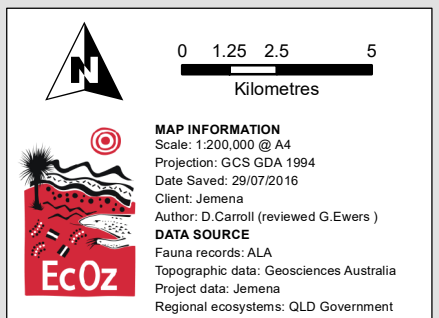 N
0 1.25 2.5 5
Kilometres
MAP INFORMATION
Scale: 1:200,000 @ A4
Projection: GCS GDA 1994
Date Saved: 29/07/2016
Client: Jemena
Author: D.Carroll (reviewed G.Ewers )
DATA SOURCE
Fauna records: ALA
Topographic data: Geosciences Australia
Project data: Jemena
Regional ecosystems: QLD Government
EcOz